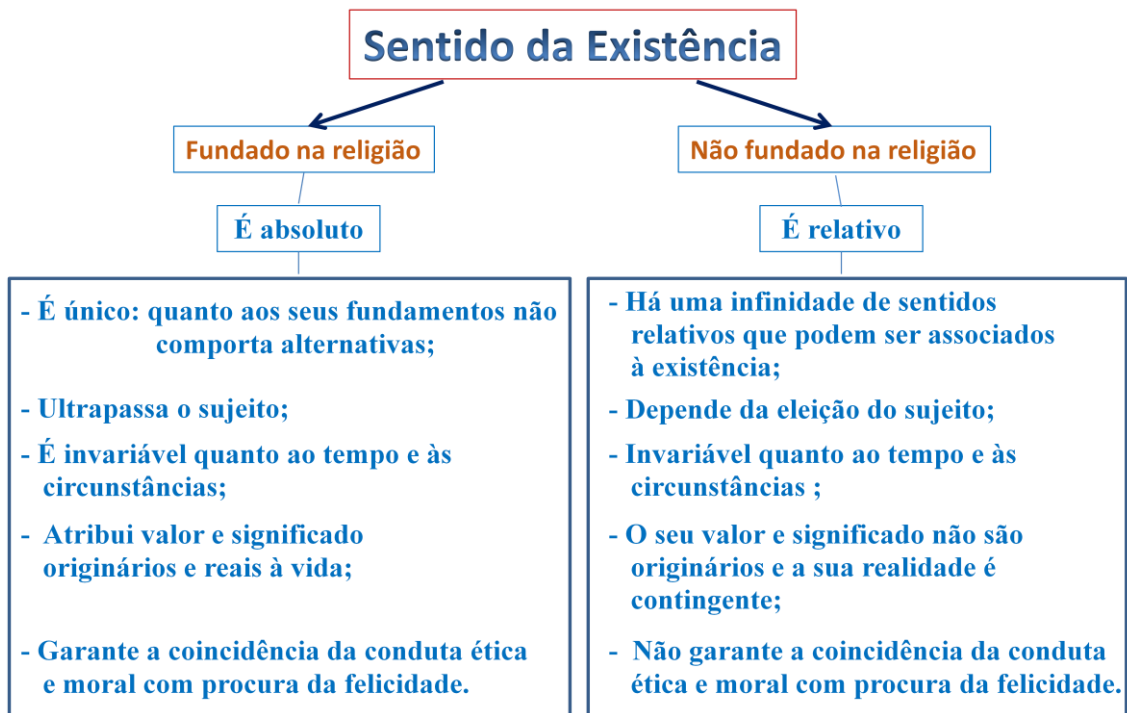 Sentido da Existência
Fundado na religião
Não fundado na religião
É absoluto
É relativo
- É único: quanto aos seus fundamentos não
comporta alternativas;
- Ultrapassa o sujeito;
- É invariável quanto ao tempo e às
circunstâncias;
- Atribui valor e significado
originários e reais à vida;
- Garante a coincidência da conduta ética
e moral com procura da felicidade.
- Há uma infinidade de sentidos
relativos que podem ser associados
à existência;
- Depende da eleição do sujeito;
- Invariável quanto ao tempo e às
circunstâncias ;
- O seu valor e significado não são
originários e a sua realidade é
contingente;
- Não garante a coincidência da conduta
ética e moral com procura da felicidade.